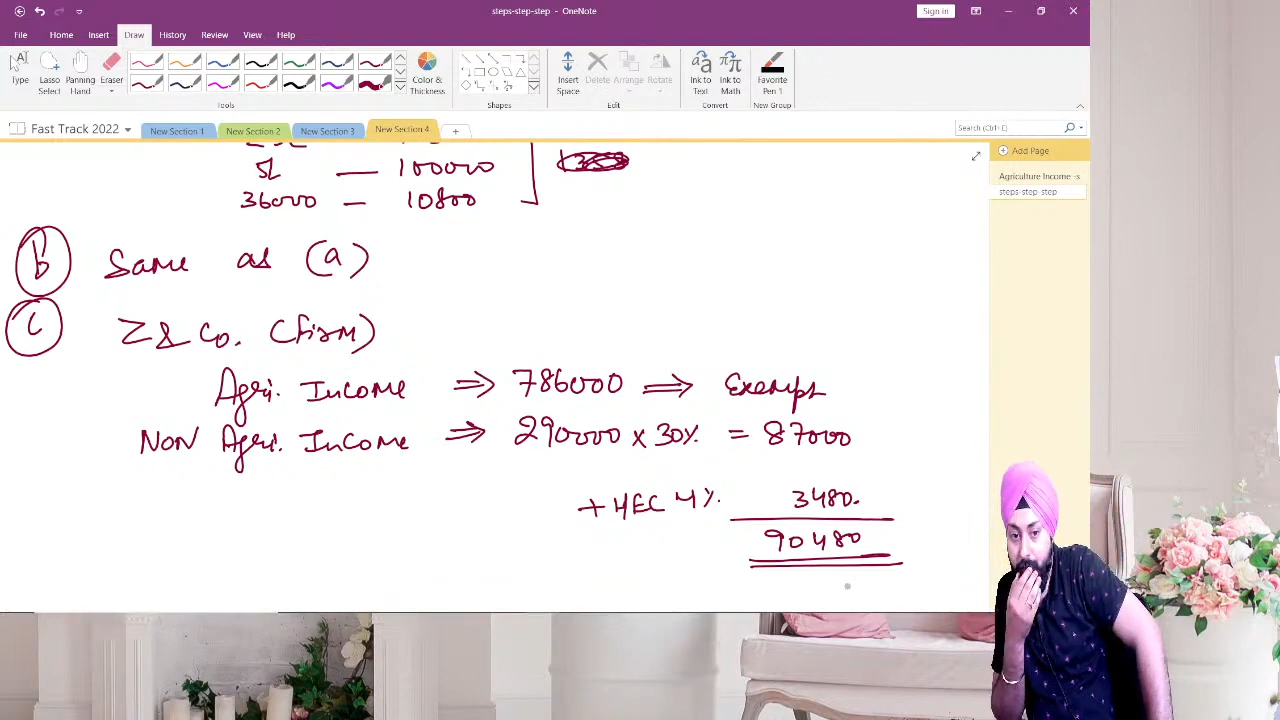 steps-step-step - OneNote
Sign in
File Home Insert Draw History Review View Help
Type Lasso Select Panning Hand Eraser Color & Thickness Insert Space Delete Arrange Rotate Ink to Text Ink to Math Favorite Pen 1
Tools Shapes Edit Convert New Group
Fast Track 2022 New Section 1 New Section 2 New Section 3 New Section 4 Search (Ctrl+E)
Add Page
Agriculture Income -s
steps-step-step
5L — 100000
36000 — 10800
b Same as (a)
C Z & Co. (firm)
Agri. Income ⇒ 786000 ⇒ Exempt
NON Agri. InCome ⇒ 290000 x 30% = 87000
+ HEC 4% 3480.
90480